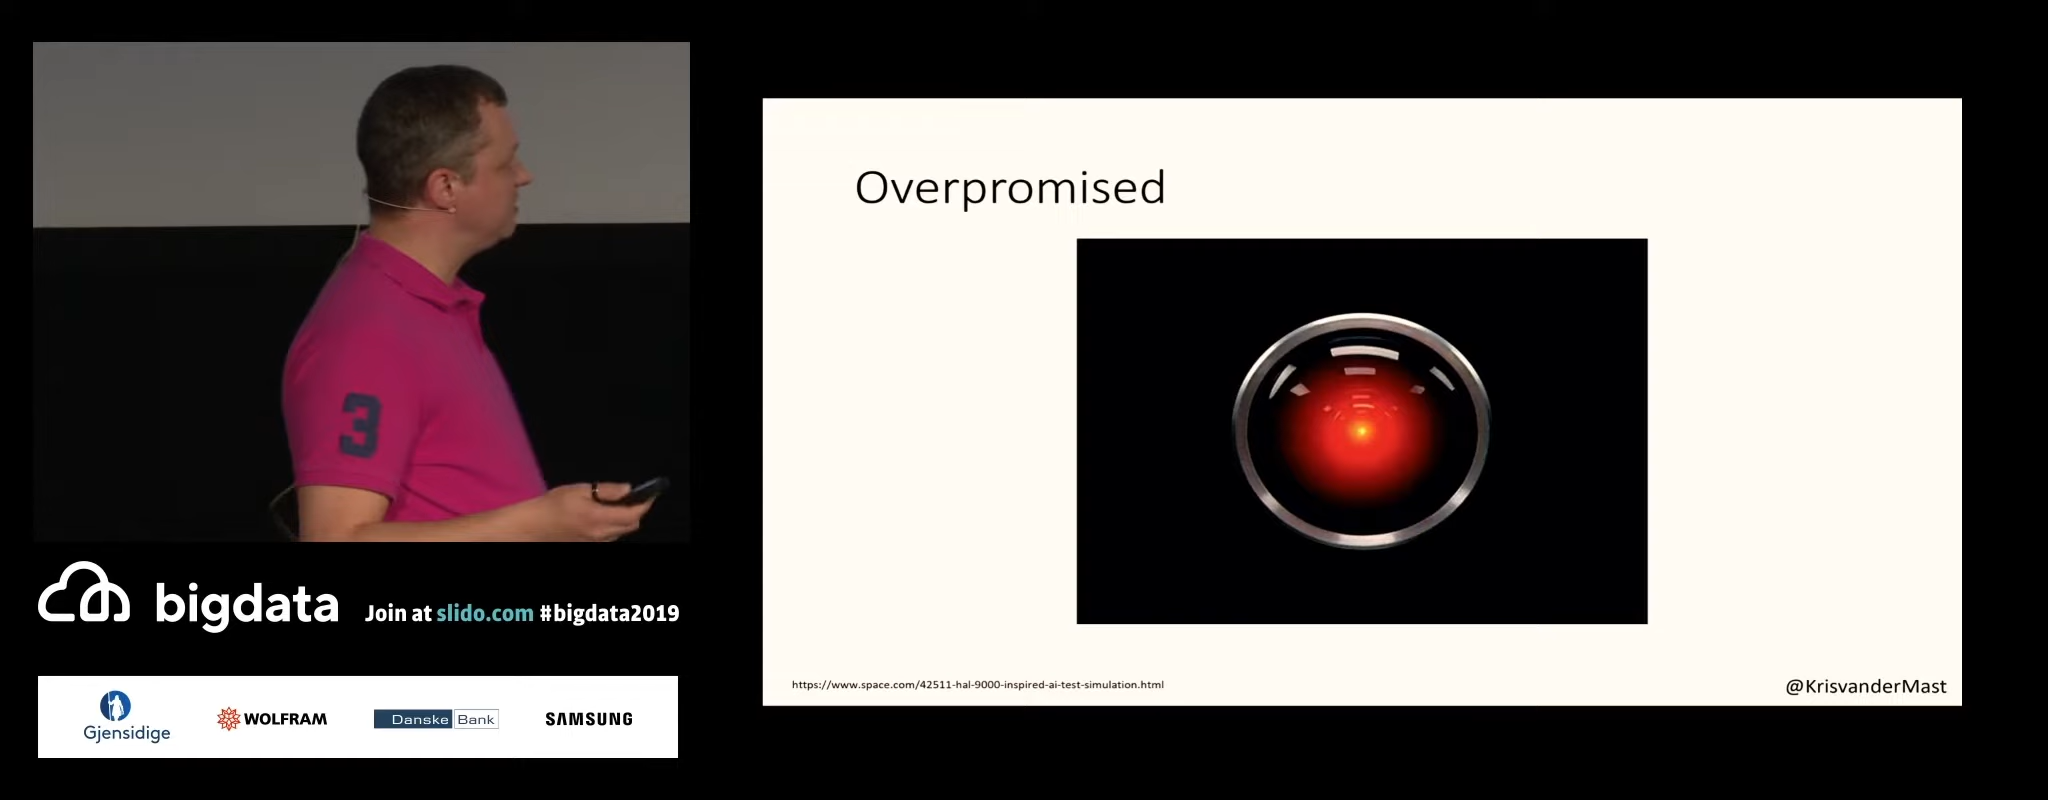 3
bigdata
Join at slido.com #bigdata2019
Gjensidige
WOLFRAM
Danske Bank
SAMSUNG
Overpromised
https://www.space.com/42511-hal-9000-inspired-ai-test-simulation.html
@KrisvanderMast